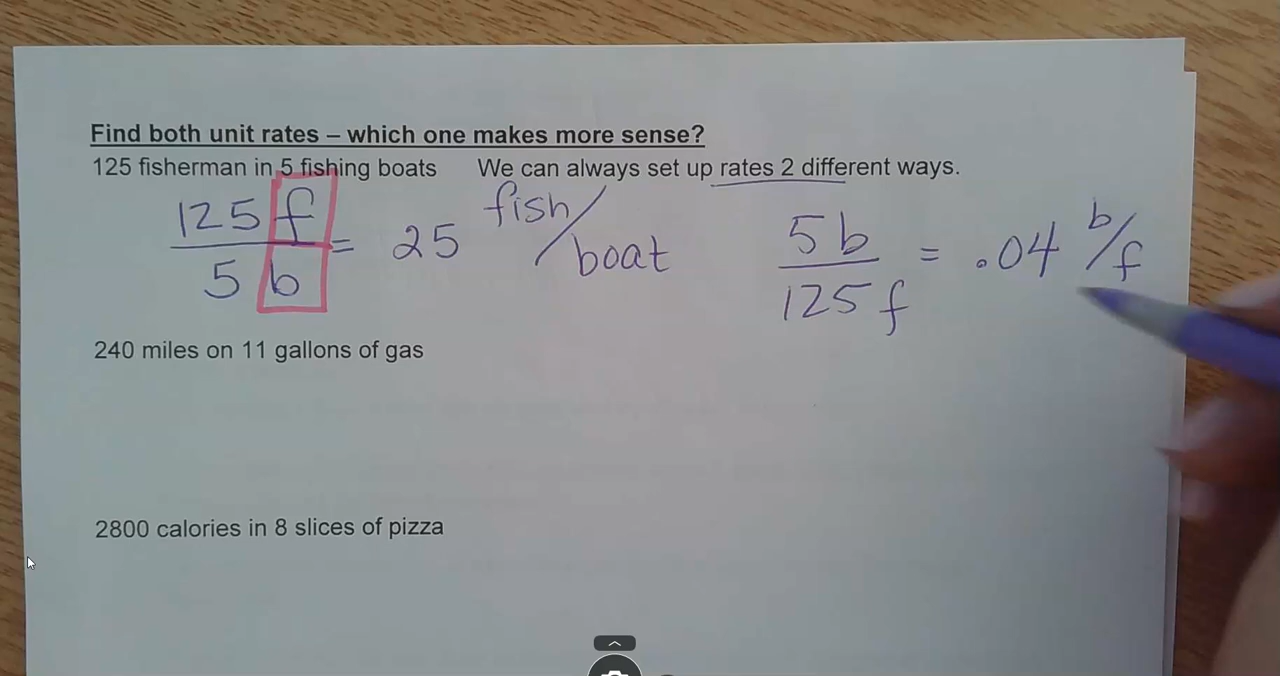 Find both unit rates – which one makes more sense?
125 fisherman in 5 fishing boats We can always set up rates 2 different ways.
125 f / 5 b = 25 fish/boat 5 b / 125 f = .04 b/f
240 miles on 11 gallons of gas
2800 calories in 8 slices of pizza